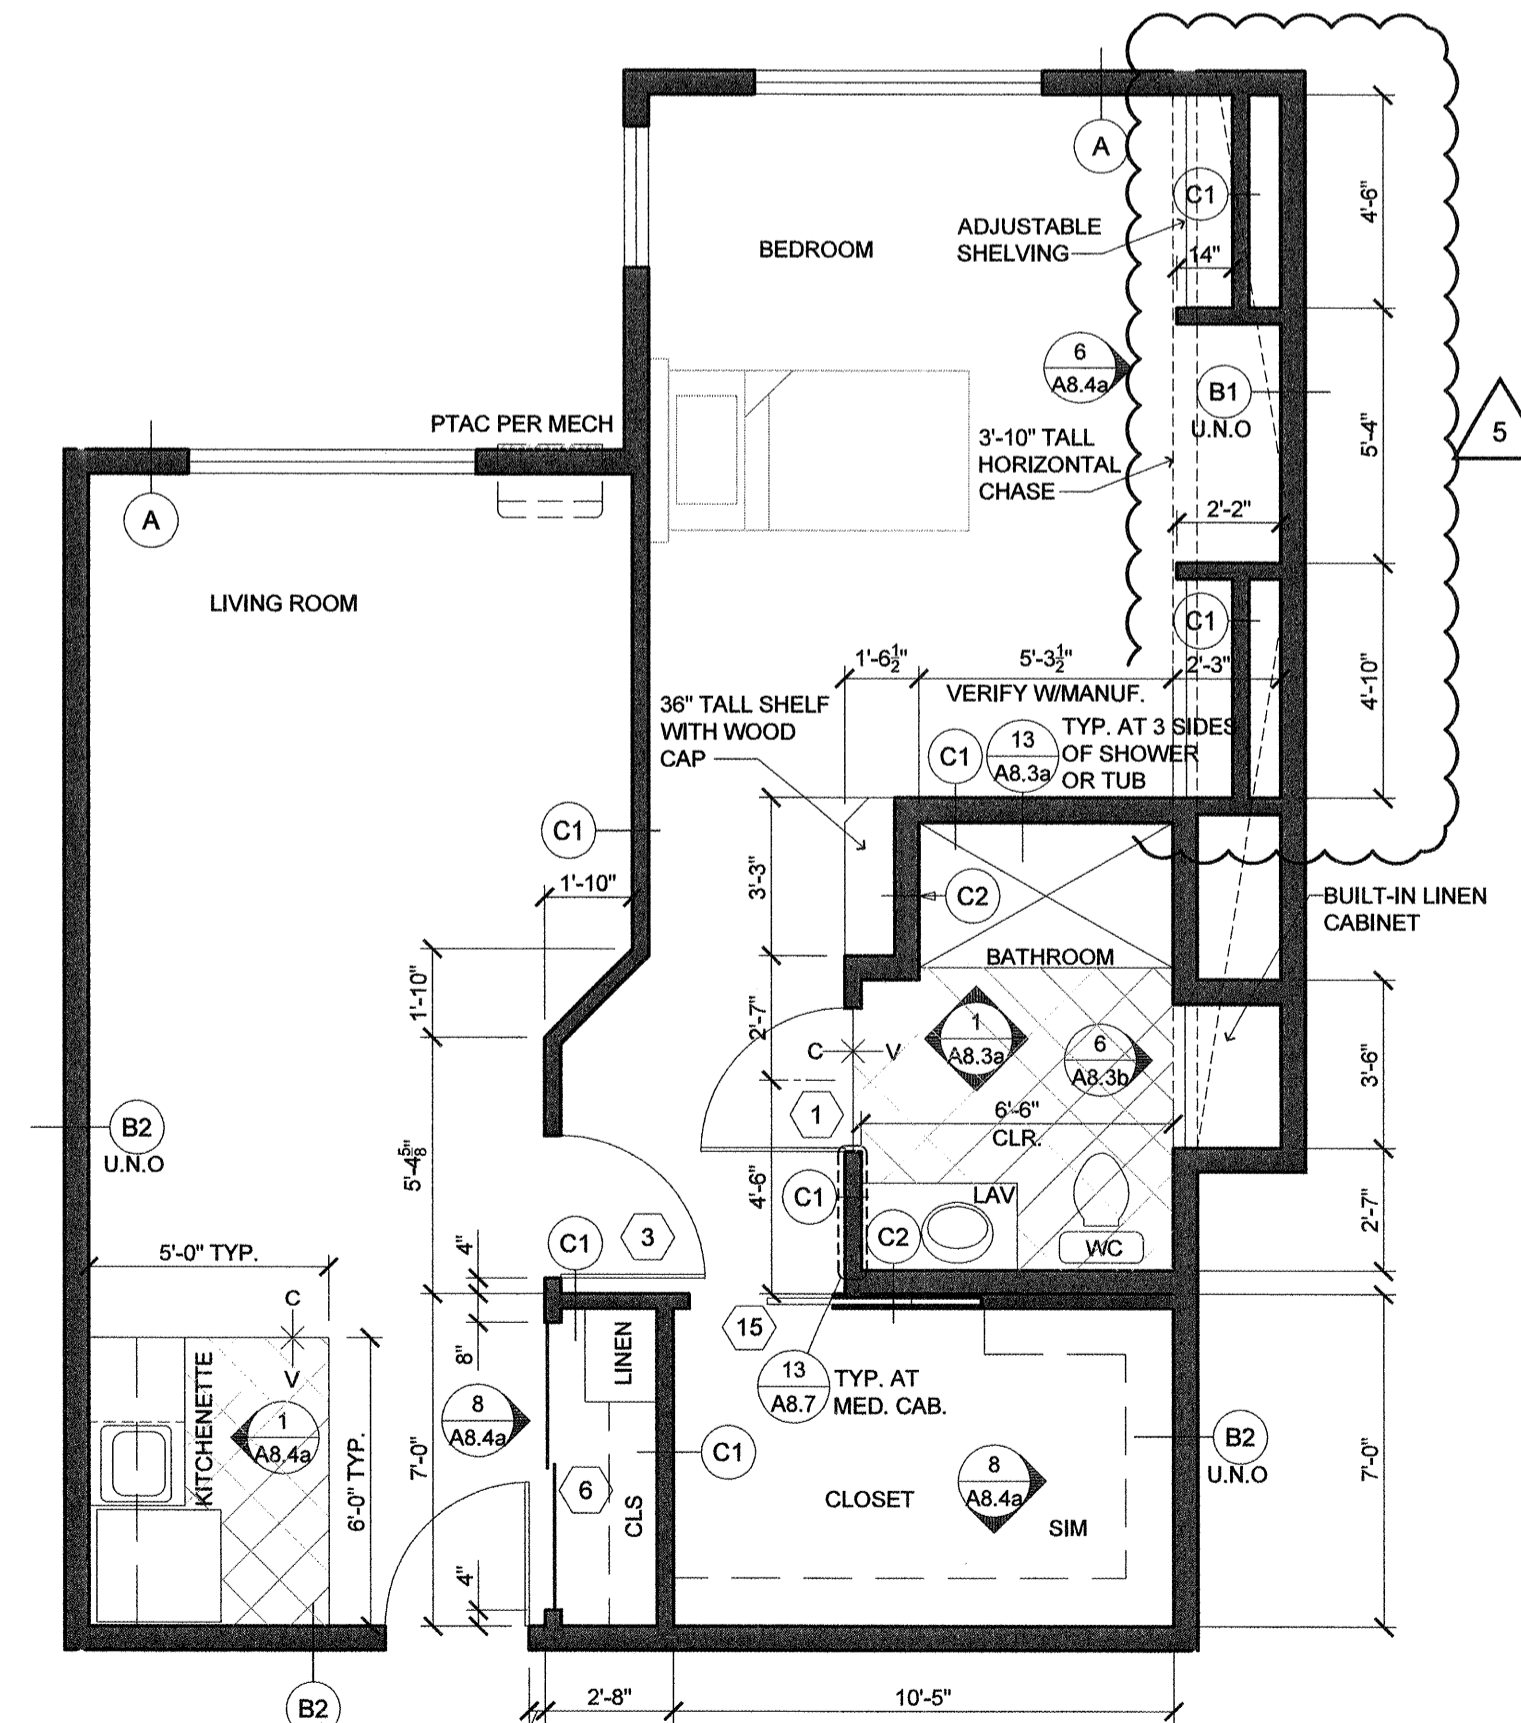 A
C1
4'-6"
ADJUSTABLE
SHELVING
14"
BEDROOM
6
A8.4a
B1
U.N.O
5'-4"
5
PTAC PER MECH
3'-10" TALL
HORIZONTAL
CHASE
2'-2"
A
LIVING ROOM
C1
1'-6½"
5'-3½"
2'-3"
VERIFY W/MANUF.
4'-10"
36" TALL SHELF
WITH WOOD
CAP
C1
13
A8.3a
TYP. AT 3 SIDES
OF SHOWER
OR TUB
C1
1'-10"
3'-3"
C2
BUILT-IN LINEN
CABINET
BATHROOM
1'-10"
2'-7"
C
V
1
A8.3a
6
A8.3b
3'-6"
1
6'-6"
CLR.
B2
U.N.O
5'-4⅝"
4'-6"
C1
LAV
2'-7"
C1
3
C2
WC
4"
5'-0" TYP.
C
V
KITCHENETTE
1
A8.4a
6'-0" TYP.
8"
LINEN
15
13
A8.7
TYP. AT
MED. CAB.
8
A8.4a
7'-0"
C1
B2
U.N.O
7'-0"
6
CLS
CLOSET
8
A8.4a
SIM
4"
B2
2'-8"
10'-5"